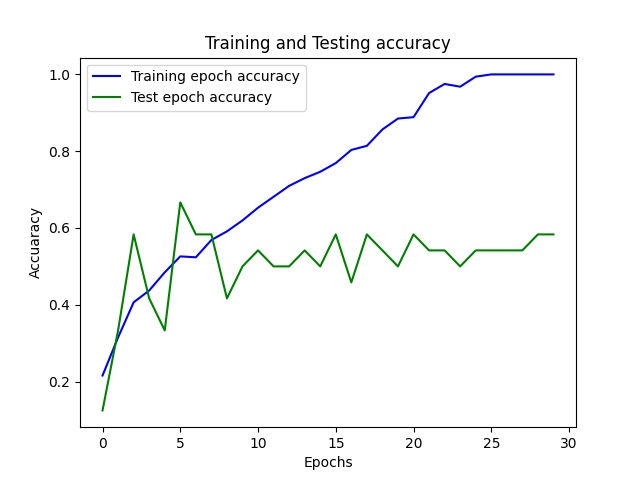 Training and Testing accuracy
Training epoch accuracy
Test epoch accuracy
1.0
0.8
0.6
0.4
0.2
Accuaracy
0 5 10 15 20 25 30
Epochs